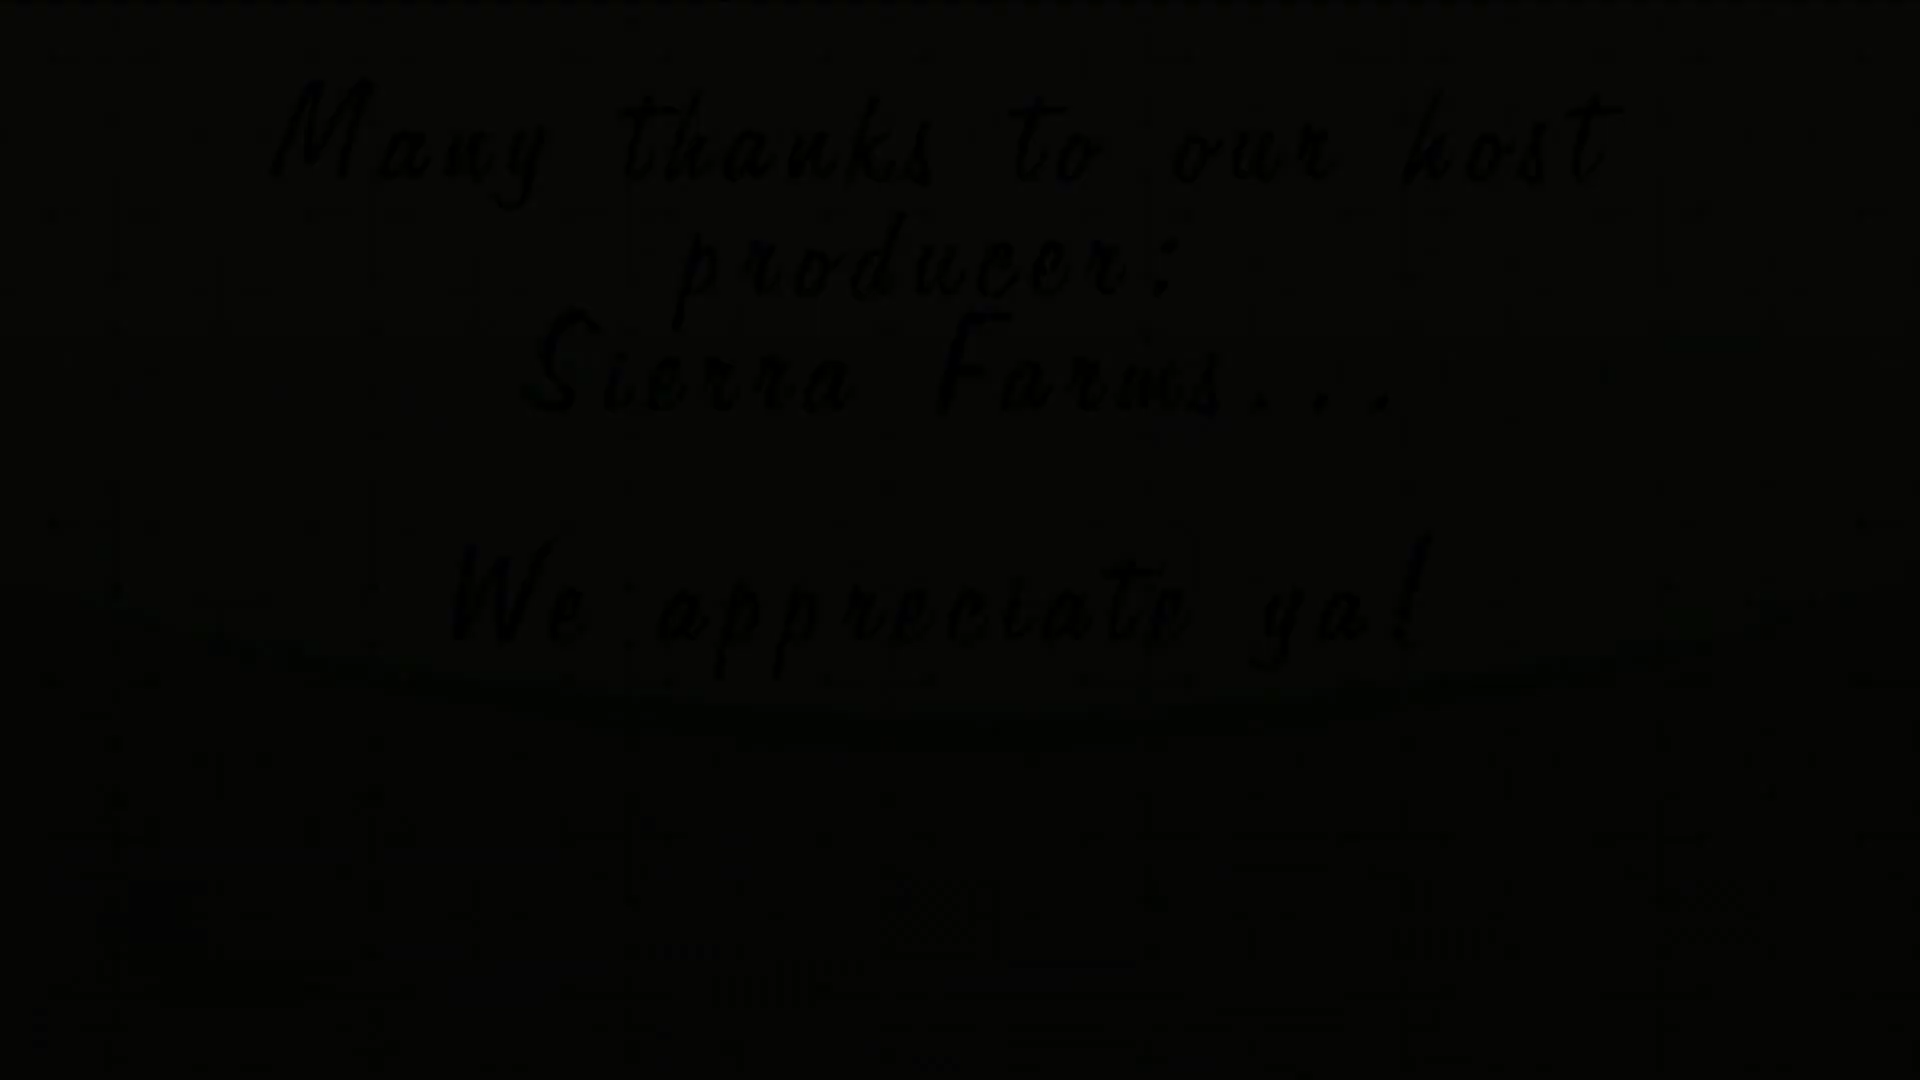 Many thanks to our host
producer:
Sierra Farms...
We appreciate ya!